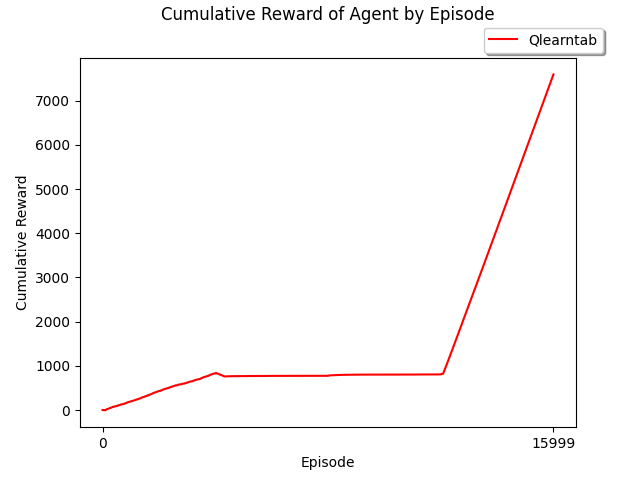 Cumulative Reward of Agent by Episode
Qlearntab
7000
6000
5000
4000
3000
2000
1000
0
Cumulative Reward
0 15999
Episode